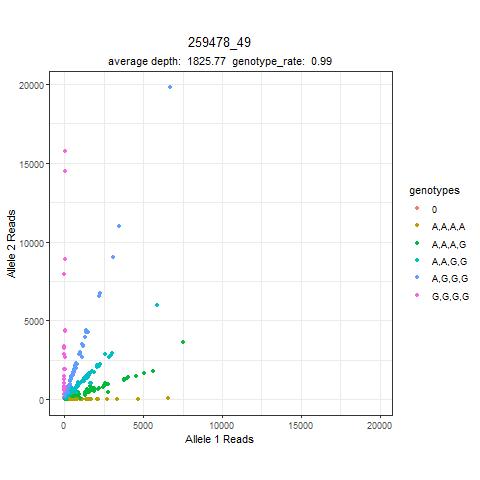 259478_49
average depth:  1825.77  genotype_rate:  0.99
20000
15000
10000
5000
0
Allele 2 Reads
0
5000
10000
15000
20000
Allele 1 Reads
genotypes
0
A,A,A,A
A,A,A,G
A,A,G,G
A,G,G,G
G,G,G,G